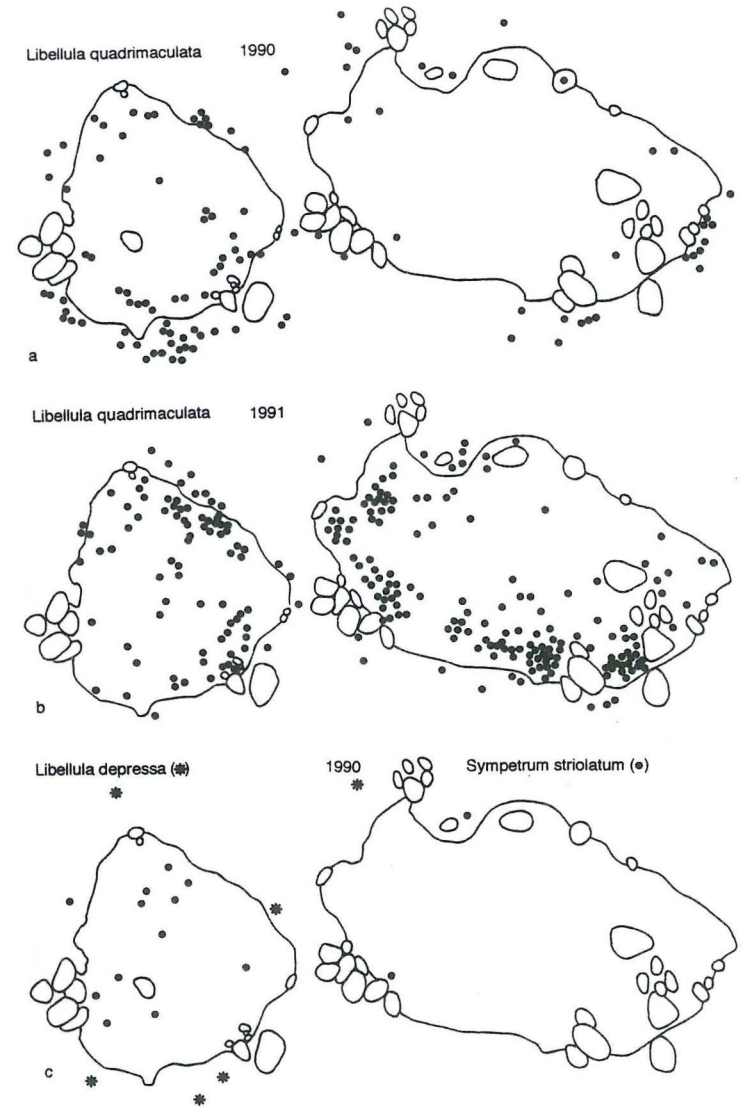 Libellula quadrimaculata 1990
a
Libellula quadrimaculata 1991
b
Libellula depressa (✱) 1990 Sympetrum striolatum (•)
c